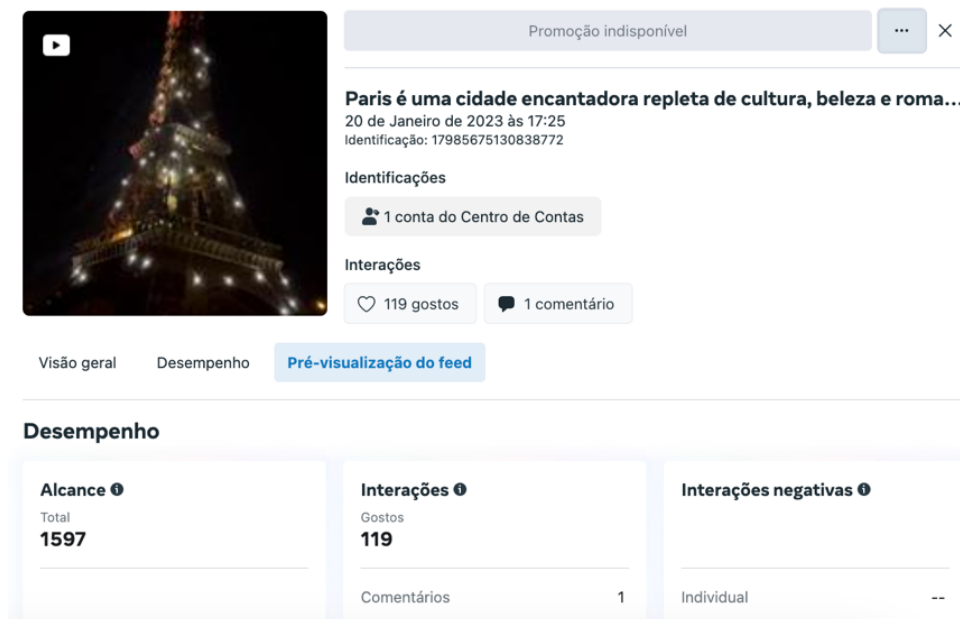 Promoção indisponível
...
Paris é uma cidade encantadora repleta de cultura, beleza e roma...
20 de Janeiro de 2023 às 17:25
Identificação: 17985675130838772
Identificações
1 conta do Centro de Contas
Interações
119 gostos 1 comentário
Visão geral Desempenho Pré-visualização do feed
Desempenho
Alcance Interações Interações negativas
Total Gostos
1597 119
Comentários 1 Individual --